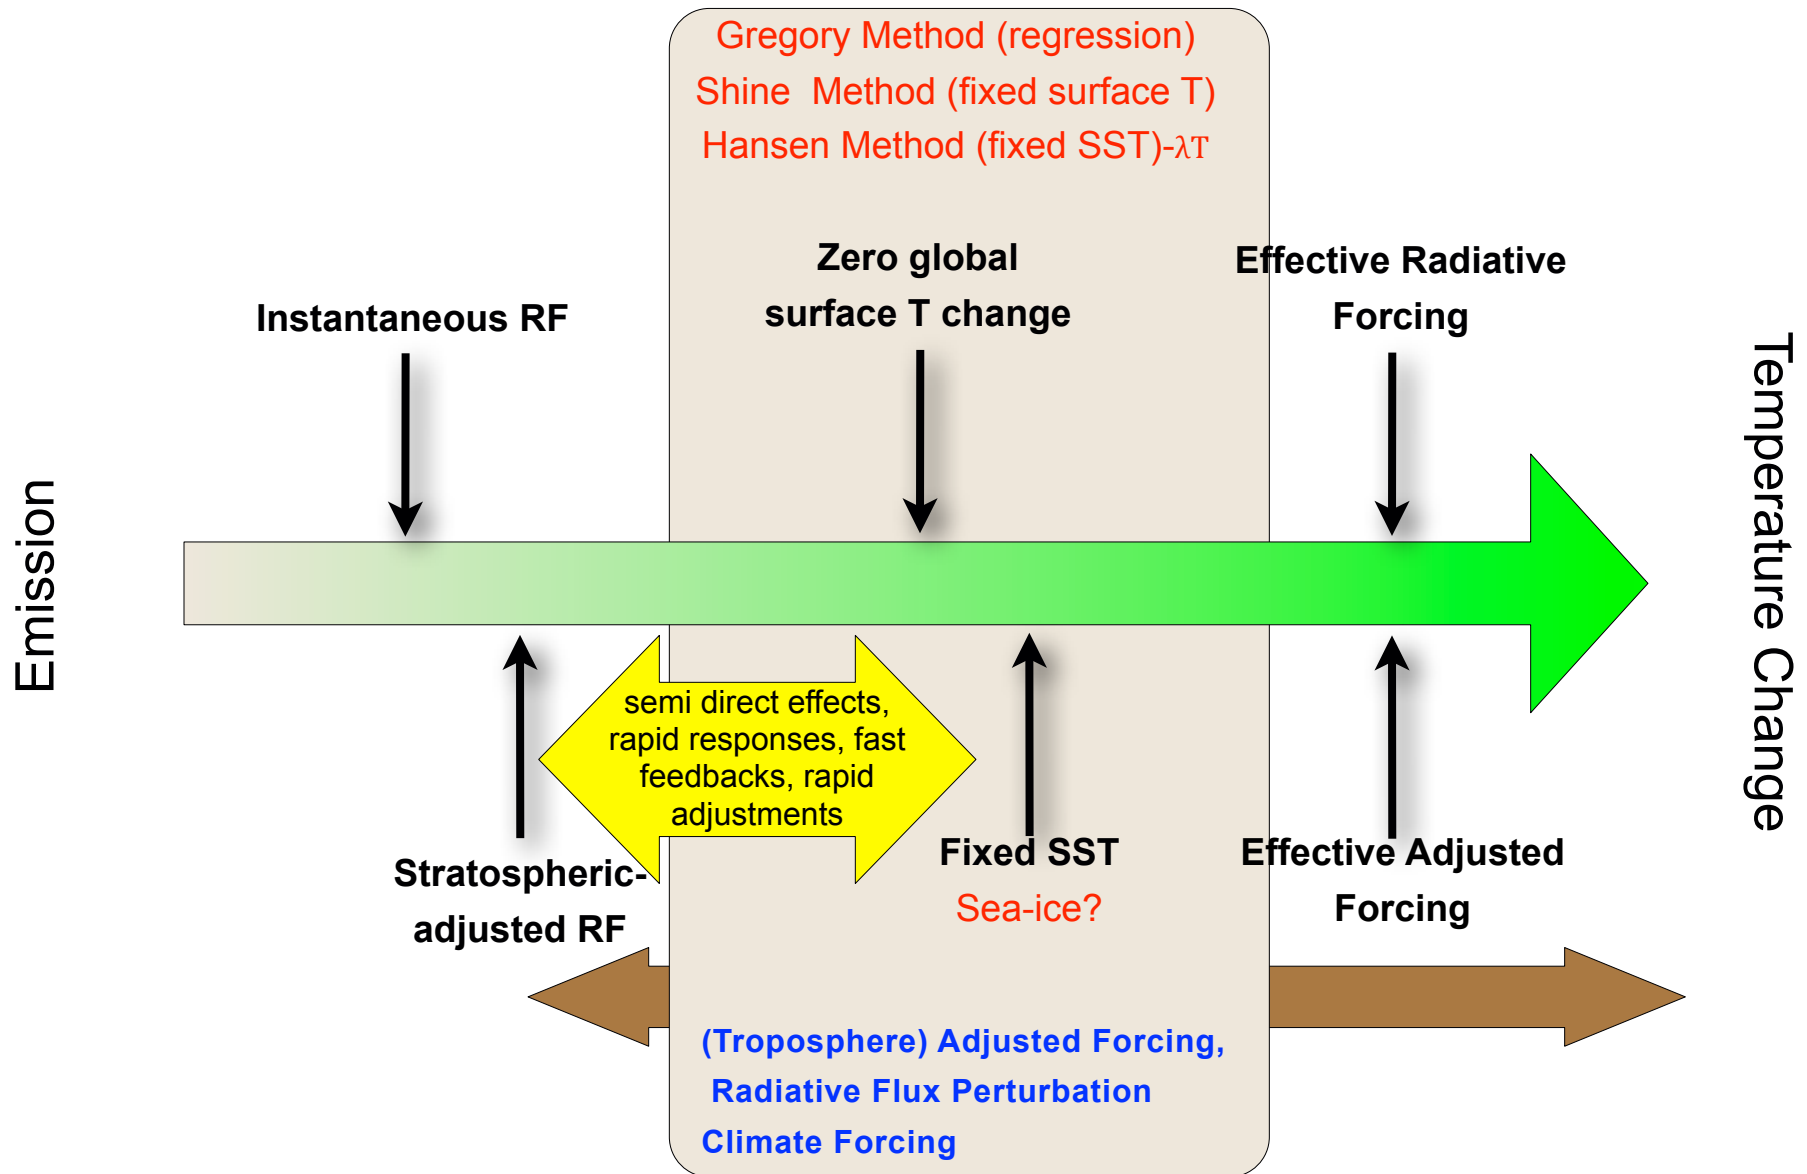 Gregory Method (regression)
Shine  Method (fixed surface T)
Hansen Method (fixed SST)-λT
Zero global
surface T change
Effective Radiative
Forcing
Instantaneous RF
Emission
Temperature Change
semi direct effects,
rapid responses, fast
feedbacks, rapid
adjustments
Stratospheric-
adjusted RF
Fixed SST
Sea-ice?
Effective Adjusted
Forcing
(Troposphere) Adjusted Forcing,
Radiative Flux Perturbation
Climate Forcing